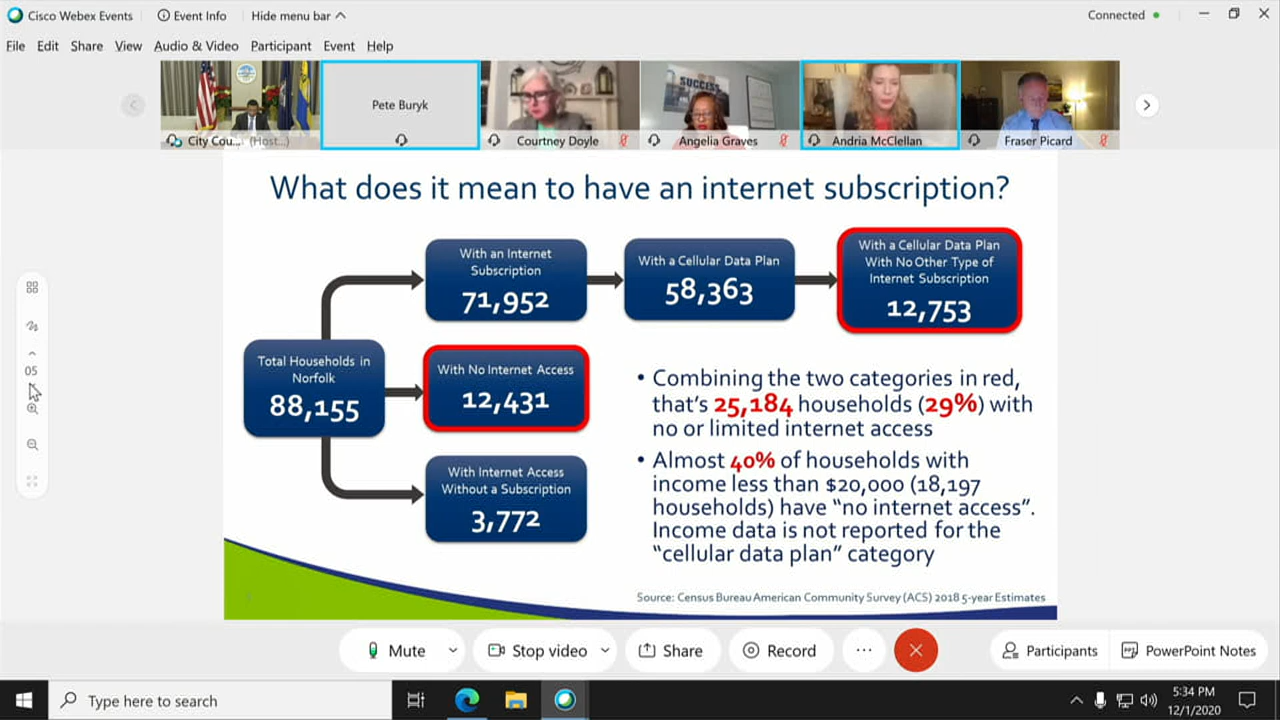 Cisco Webex Events
Event Info
Hide menu bar
Connected
File Edit Share View Audio & Video Participant Event Help
Pete Buryk
SUCCESS
City Cou... (Host...)
Courtney Doyle
Angelia Graves
Andria McClellan
Fraser Picard
What does it mean to have an internet subscription?
With an Internet
Subscription
71,952
With a Cellular Data Plan
58,363
With a Cellular Data Plan
With No Other Type of
Internet Subscription
12,753
Total Households in
Norfolk
88,155
With No Internet Access
12,431
With Internet Access
Without a Subscription
3,772
05
• Combining the two categories in red,
that's 25,184 households (29%) with
no or limited internet access
• Almost 40% of households with
income less than $20,000 (18,197
households) have “no internet access”.
Income data is not reported for the
“cellular data plan” category
Source: Census Bureau American Community Survey (ACS) 2018 5-year Estimates
Mute
Stop video
Share
Record
Participants
PowerPoint Notes
Type here to search
5:34 PM
12/1/2020